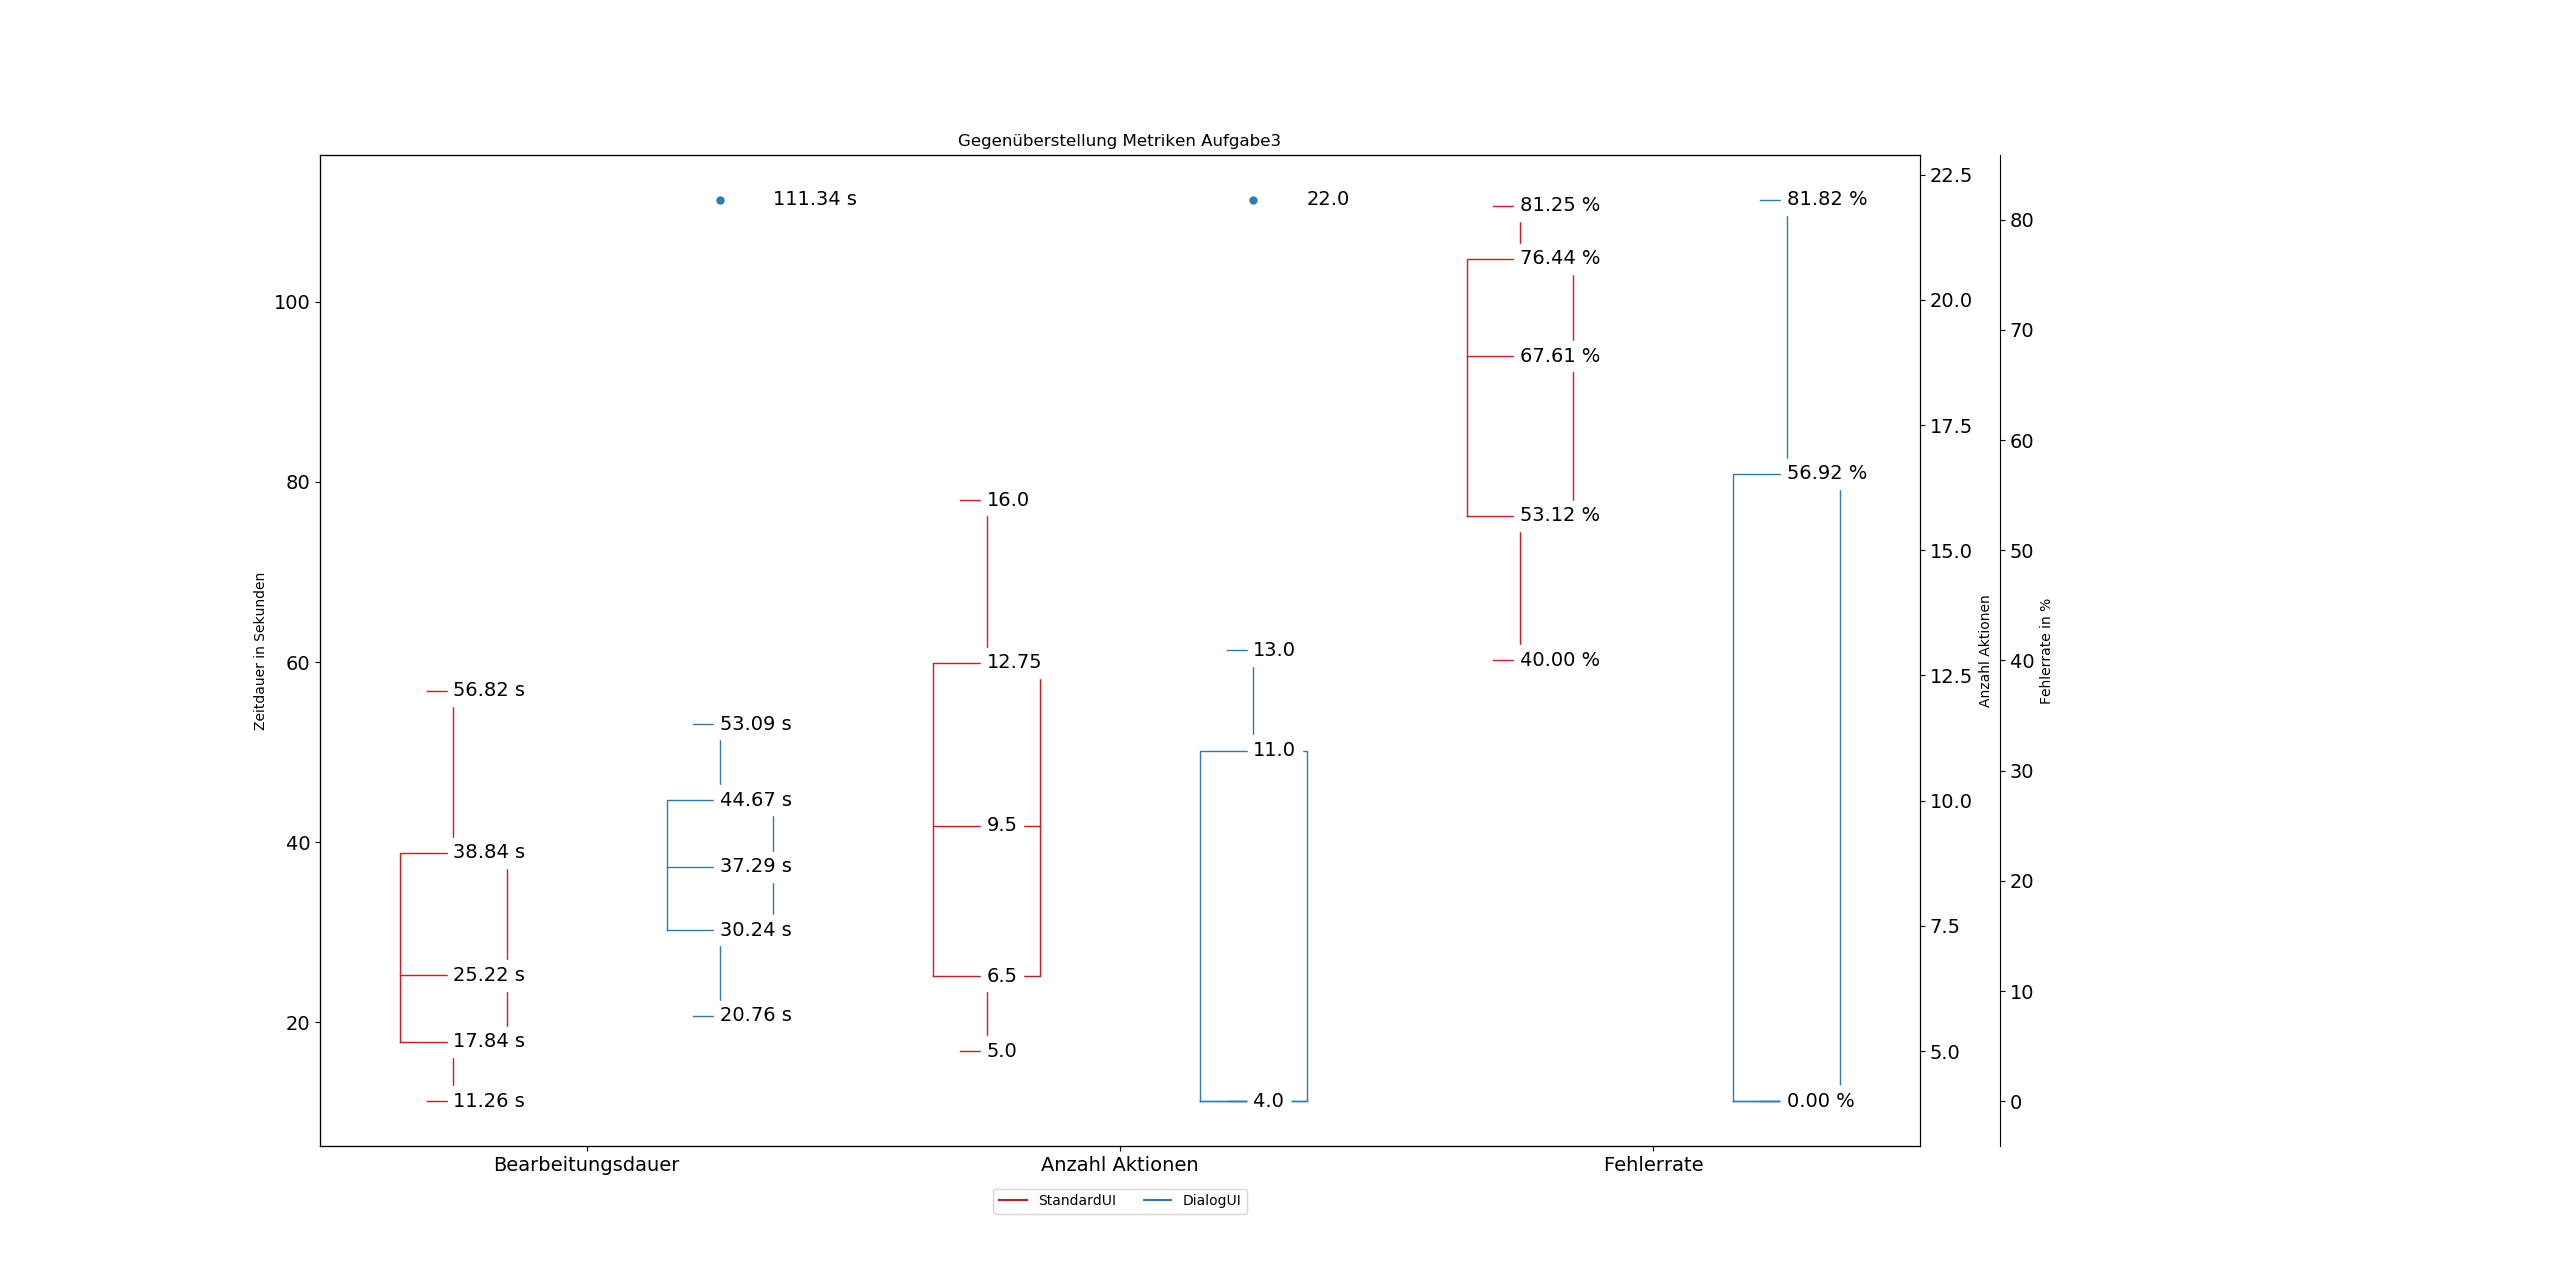 Gegenüberstellung Metriken Aufgabe3
111.34 s
22.0
81.25 %
76.44 %
67.61 %
53.12 %
40.00 %
81.82 %
56.92 %
0.00 %
16.0
12.75
9.5
6.5
5.0
13.0
11.0
4.0
56.82 s
38.84 s
25.22 s
17.84 s
11.26 s
53.09 s
44.67 s
37.29 s
30.24 s
20.76 s
Zeitdauer in Sekunden
100
80
60
40
20
22.5
20.0
17.5
15.0
12.5
10.0
7.5
5.0
Anzahl Aktionen
80
70
60
50
40
30
20
10
0
Fehlerrate in %
Bearbeitungsdauer
Anzahl Aktionen
Fehlerrate
StandardUI
DialogUI